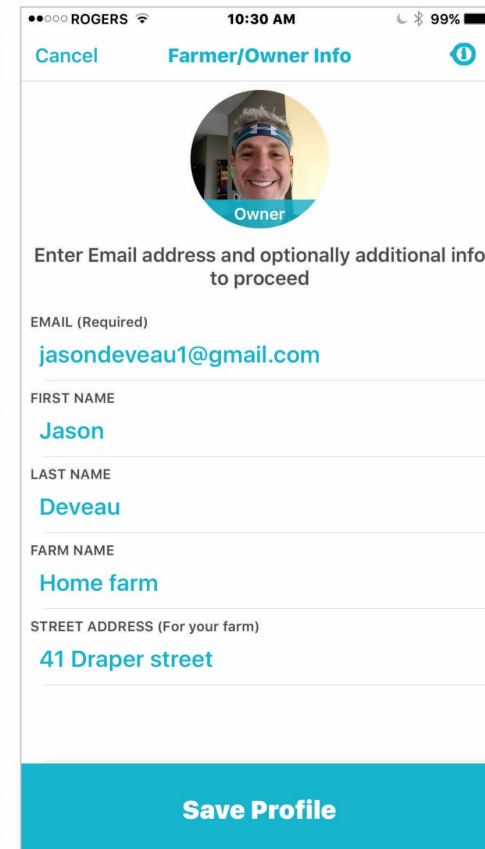 ROGERS 10:30 AM 99%
Cancel Farmer/Owner Info
Owner
Enter Email address and optionally additional info
to proceed
EMAIL (Required)
jasondeveau1@gmail.com
FIRST NAME
Jason
LAST NAME
Deveau
FARM NAME
Home farm
STREET ADDRESS (For your farm)
41 Draper street
Save Profile